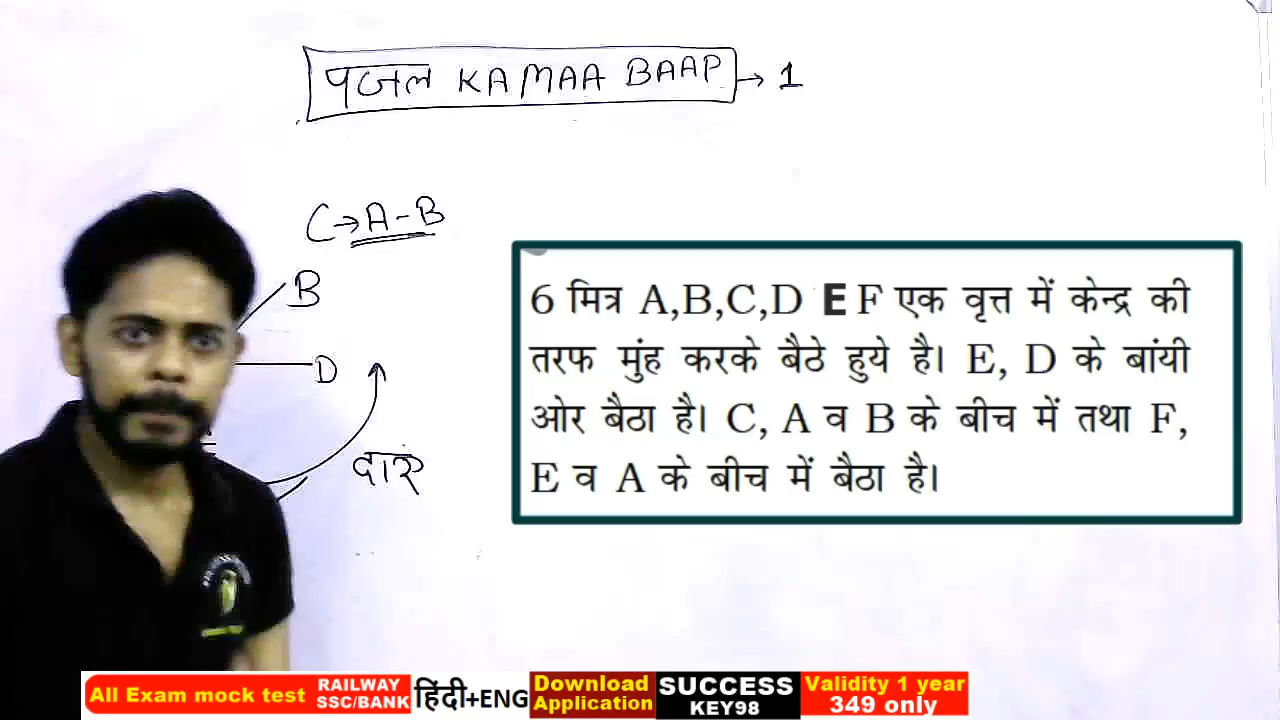 पजल KAMAA BAAP → 1
C → A - B
B
D
दाएं
6 मित्र A,B,C,D E F एक वृत्त में केन्द्र की
तरफ मुंह करके बैठे हुये है। E, D के बांयी
ओर बैठा है। C, A व B के बीच में तथा F,
E व A के बीच में बैठा है।
All Exam mock test
RAILWAY
SSC/BANK
हिंदी+ENG
Download
Application
SUCCESS
KEY98
Validity 1 year
349 only